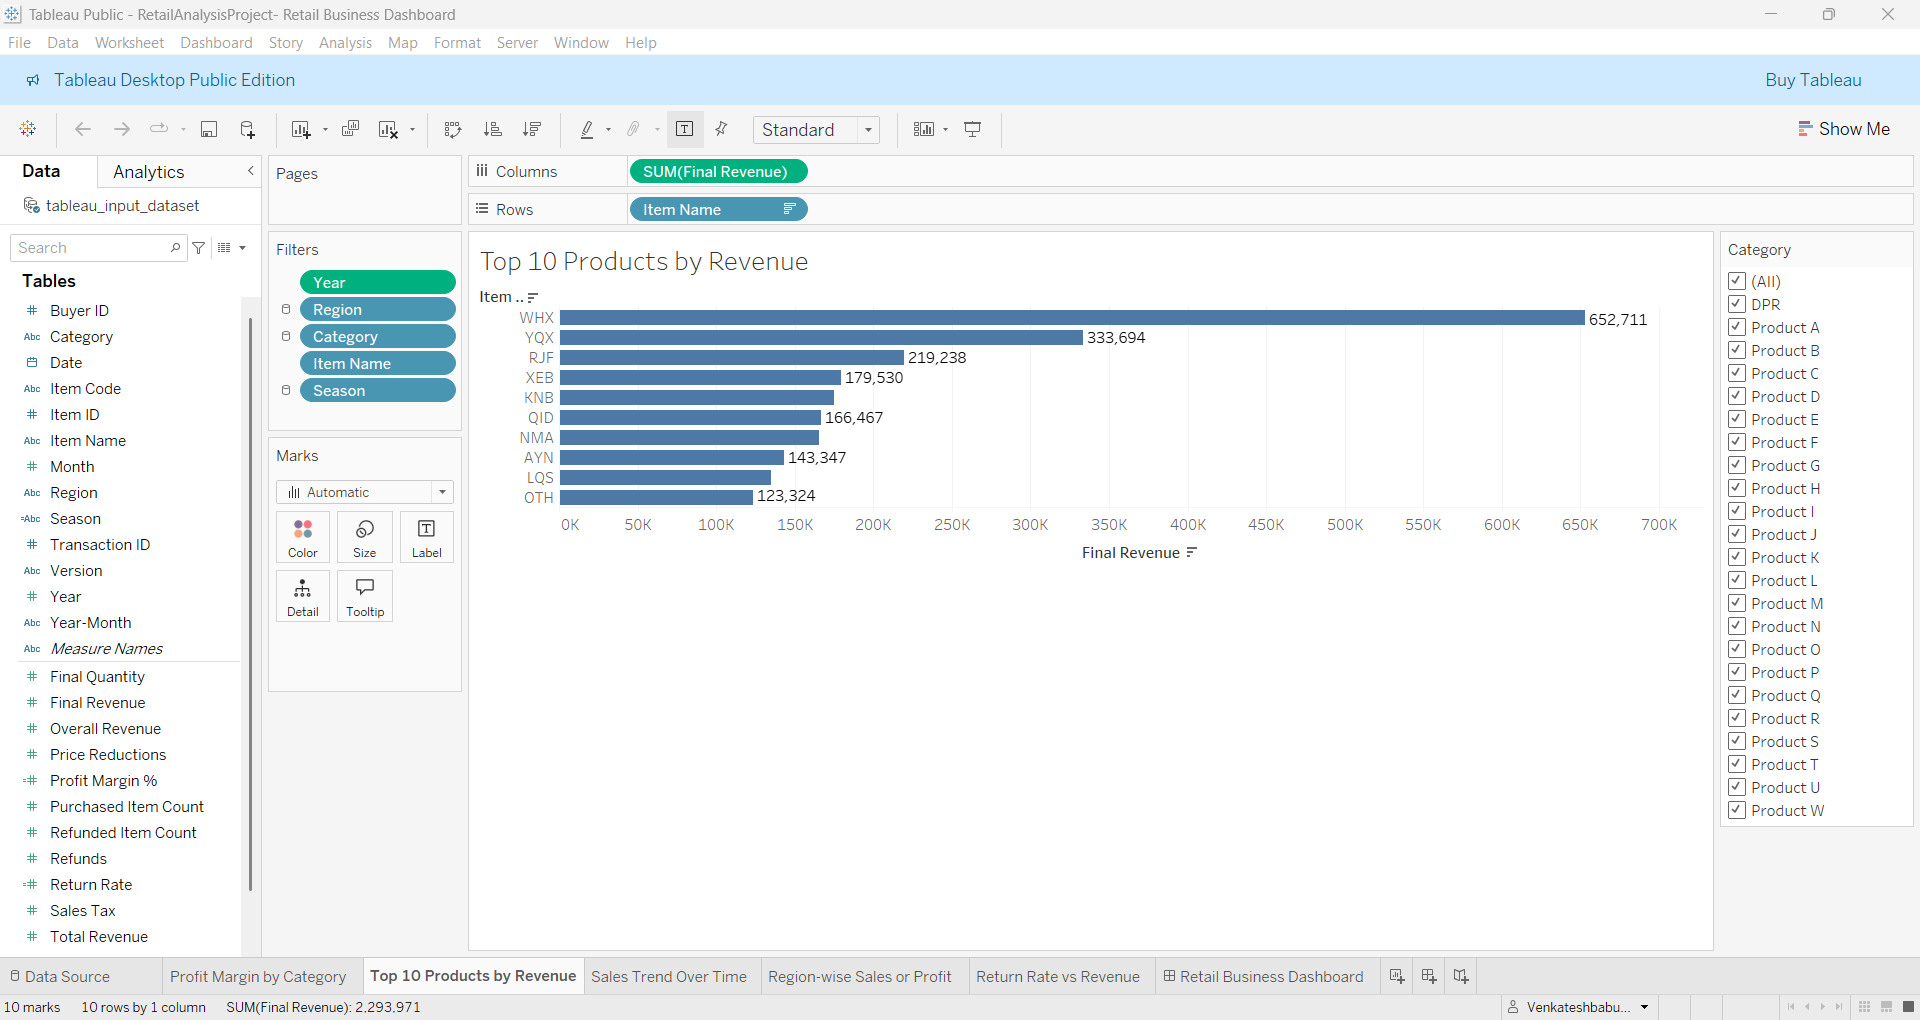 Tableau Public - RetailAnalysisProject- Retail Business Dashboard
File Data Worksheet Dashboard Story Analysis Map Format Server Window Help
Tableau Desktop Public Edition
Buy Tableau
Standard
Show Me
Data
Analytics
tableau_input_dataset
Search
Tables
# Buyer ID
Abc Category
Date
Abc Item Code
# Item ID
Abc Item Name
# Month
Abc Region
=Abc Season
# Transaction ID
Abc Version
# Year
Abc Year-Month
Abc Measure Names
# Final Quantity
# Final Revenue
# Overall Revenue
# Price Reductions
=# Profit Margin %
# Purchased Item Count
# Refunded Item Count
# Refunds
=# Return Rate
# Sales Tax
# Total Revenue
Pages
Filters
Year
Region
Category
Item Name
Season
Marks
Automatic
Color Size Label
Detail Tooltip
Columns SUM(Final Revenue)
Rows Item Name
Top 10 Products by Revenue
Item ..
WHX 652,711
YQX 333,694
RJF 219,238
XEB 179,530
KNB
QID 166,467
NMA
AYN 143,347
LQS
OTH 123,324
0K 50K 100K 150K 200K 250K 300K 350K 400K 450K 500K 550K 600K 650K 700K
Final Revenue
Category
(All)
DPR
Product A
Product B
Product C
Product D
Product E
Product F
Product G
Product H
Product I
Product J
Product K
Product L
Product M
Product N
Product O
Product P
Product Q
Product R
Product S
Product T
Product U
Product W
Data Source Profit Margin by Category Top 10 Products by Revenue Sales Trend Over Time Region-wise Sales or Profit Return Rate vs Revenue Retail Business Dashboard
10 marks 10 rows by 1 column SUM(Final Revenue): 2,293,971
Venkateshbabu...